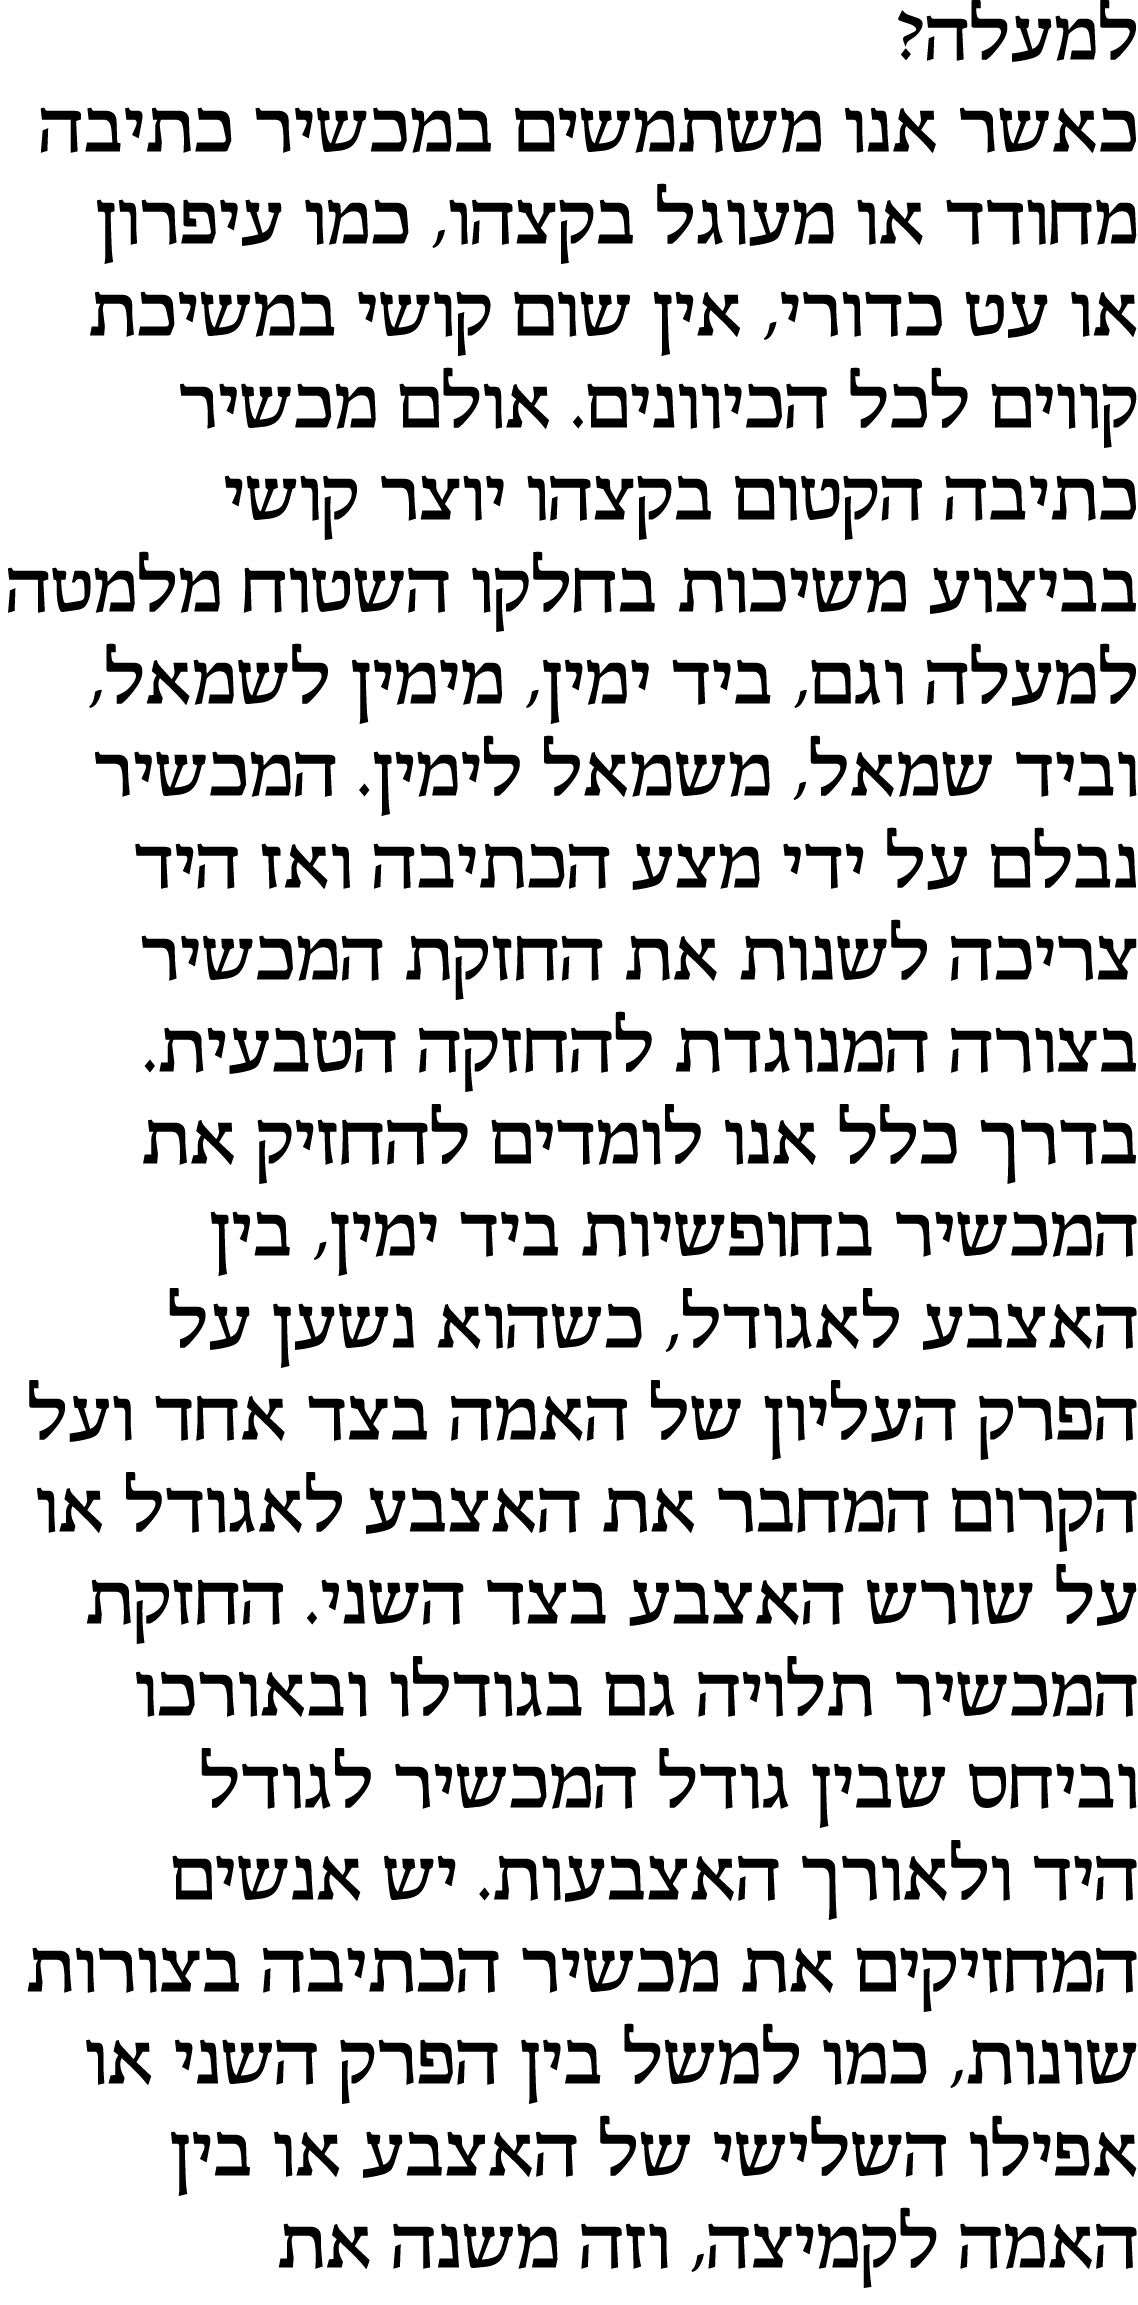 למעלה?
כאשר אנו משתמשים במכשיר כתיבה
מחודד או מעוגל בקצהו, כמו עיפרון
או עט כדורי, אין שום קושי במשיכת
קווים לכל הכיוונים. אולם מכשיר
כתיבה הקטום בקצהו יוצר קושי
בביצוע משיכות בחלקו השטוח מלמטה
למעלה וגם, ביד ימין, מימין לשמאל,
וביד שמאל, משמאל לימין. המכשיר
נבלם על ידי מצע הכתיבה ואז היד
צריכה לשנות את החזקת המכשיר
בצורה המנוגדת להחזקה הטבעית.
בדרך כלל אנו לומדים להחזיק את
המכשיר בחופשיות ביד ימין, בין
האצבע לאגודל, כשהוא נשען על
הפרק העליון של האמה בצד אחד ועל
הקרום המחבר את האצבע לאגודל או
על שורש האצבע בצד השני. החזקת
המכשיר תלויה גם בגודלו ובאורכו
וביחס שבין גודל המכשיר לגודל
היד ולאורך האצבעות. יש אנשים
המחזיקים את מכשיר הכתיבה בצורות
שונות, כמו למשל בין הפרק השני או
אפילו השלישי של האצבע או בין
האמה לקמיצה, וזה משנה את